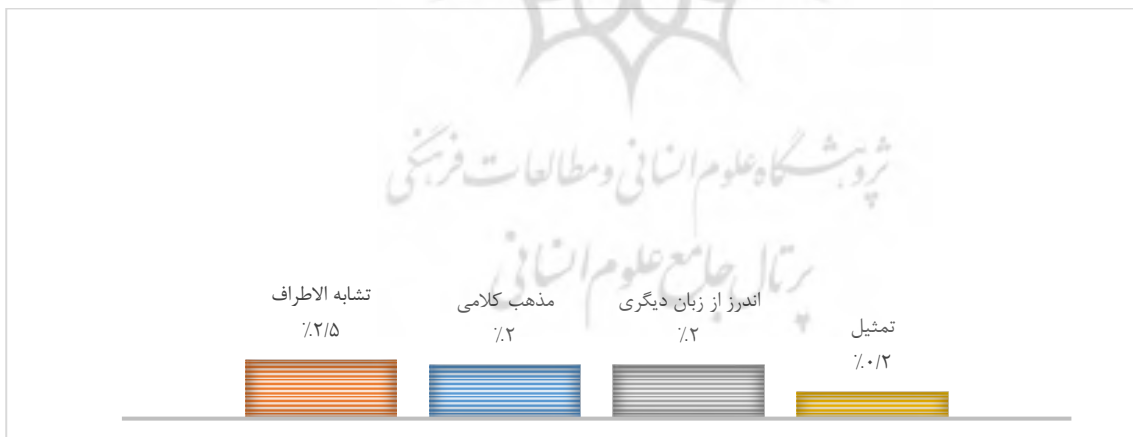 پژوهشگاه علوم انسانی و مطالعات فرهنگی
پرتال جامع علوم انسانی
تشابه الاطراف
٪۲/۵
مذهب کلامی
٪۲
اندرز از زبان دیگری
٪۲
تمثیل
٪۰/۲